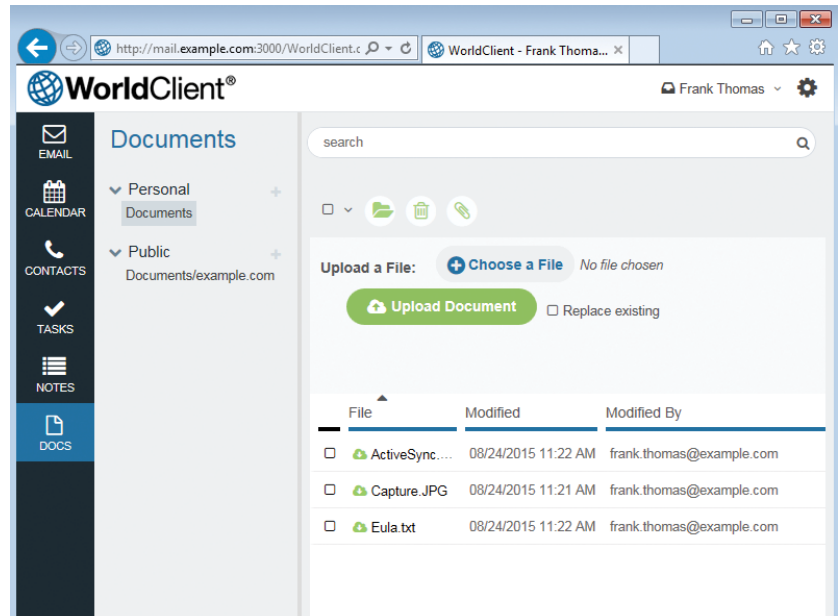 http://mail.example.com:3000/WorldClient.c
WorldClient - Frank Thoma...
WorldClient®
Frank Thomas
EMAIL
CALENDAR
CONTACTS
TASKS
NOTES
DOCS
Documents
Personal
Documents
Public
Documents/example.com
search
Upload a File: Choose a File No file chosen
Upload Document Replace existing
File Modified Modified By
ActiveSync.... 08/24/2015 11:22 AM frank.thomas@example.com
Capture.JPG 08/24/2015 11:21 AM frank.thomas@example.com
Eula.txt 08/24/2015 11:22 AM frank.thomas@example.com